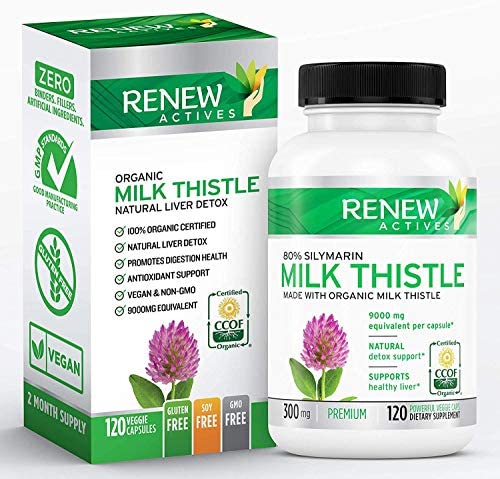 ZERO
BINDERS. FILLERS.
ARTIFICIAL INGREDIENTS.
GMP STANDARDS
GOOD MANUFACTURING
PRACTICE
GLUTEN FREE
VEGAN
2 MONTH SUPPLY
RENEW
ACTIVES
ORGANIC
MILK THISTLE
NATURAL LIVER DETOX
100% ORGANIC CERTIFIED
NATURAL LIVER DETOX
PROMOTES DIGESTION HEALTH
ANTIOXIDANT SUPPORT
VEGAN & NON-GMO
9000MG EQUIVALENT
Certified
CCOF
Organic
120 VEGGIE
CAPSULES
GLUTEN
FREE
SOY
FREE
GMO
FREE
RENEW
ACTIVES
80% SILYMARIN
MILK THISTLE
MADE WITH ORGANIC MILK THISTLE
9000 mg
equivalent per capsule*
NATURAL
detox support*
SUPPORTS
healthy liver*
Certified
CCOF
Organic
300 mg
PREMIUM
120 POWERFUL VEGGIE CAPS
DIETARY SUPPLEMENT